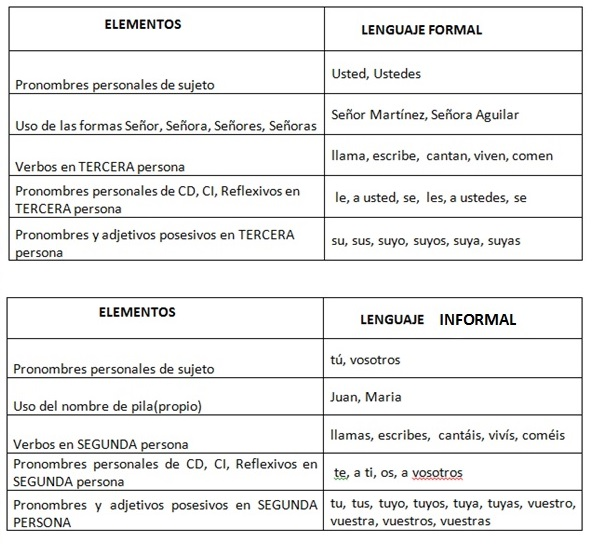 ELEMENTOS LENGUAJE FORMAL
Pronombres personales de sujeto Usted, Ustedes
Uso de las formas Señor, Señora, Señores, Señoras Señor Martínez, Señora Aguilar
Verbos en TERCERA persona llama, escribe, cantan, viven, comen
Pronombres personales de CD, CI, Reflexivos en
TERCERA persona
le, a usted, se, les, a ustedes, se
Pronombres y adjetivos posesivos en TERCERA
persona
su, sus, suyo, suyos, suya, suyas
ELEMENTOS LENGUAJE INFORMAL
Pronombres personales de sujeto tú, vosotros
Uso del nombre de pila(propio) Juan, Maria
Verbos en SEGUNDA persona llamas, escribes, cantáis, vivís, coméis
Pronombres personales de CD, CI, Reflexivos en
SEGUNDA persona
te, a ti, os, a vosotros
Pronombres y adjetivos posesivos en SEGUNDA
PERSONA
tu, tus, tuyo, tuyos, tuya, tuyas, vuestro,
vuestra, vuestros, vuestras